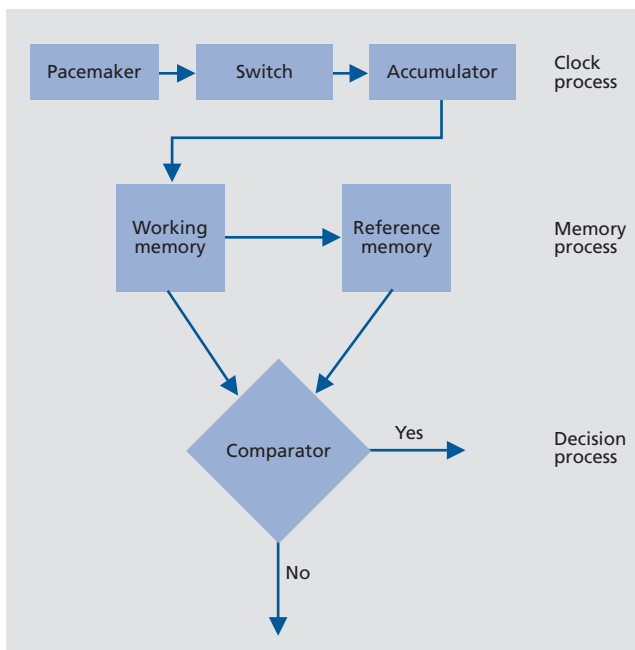 Pacemaker
Switch
Accumulator
Clock
process
Working
memory
Reference
memory
Memory
process
Comparator
Yes
Decision
process
No